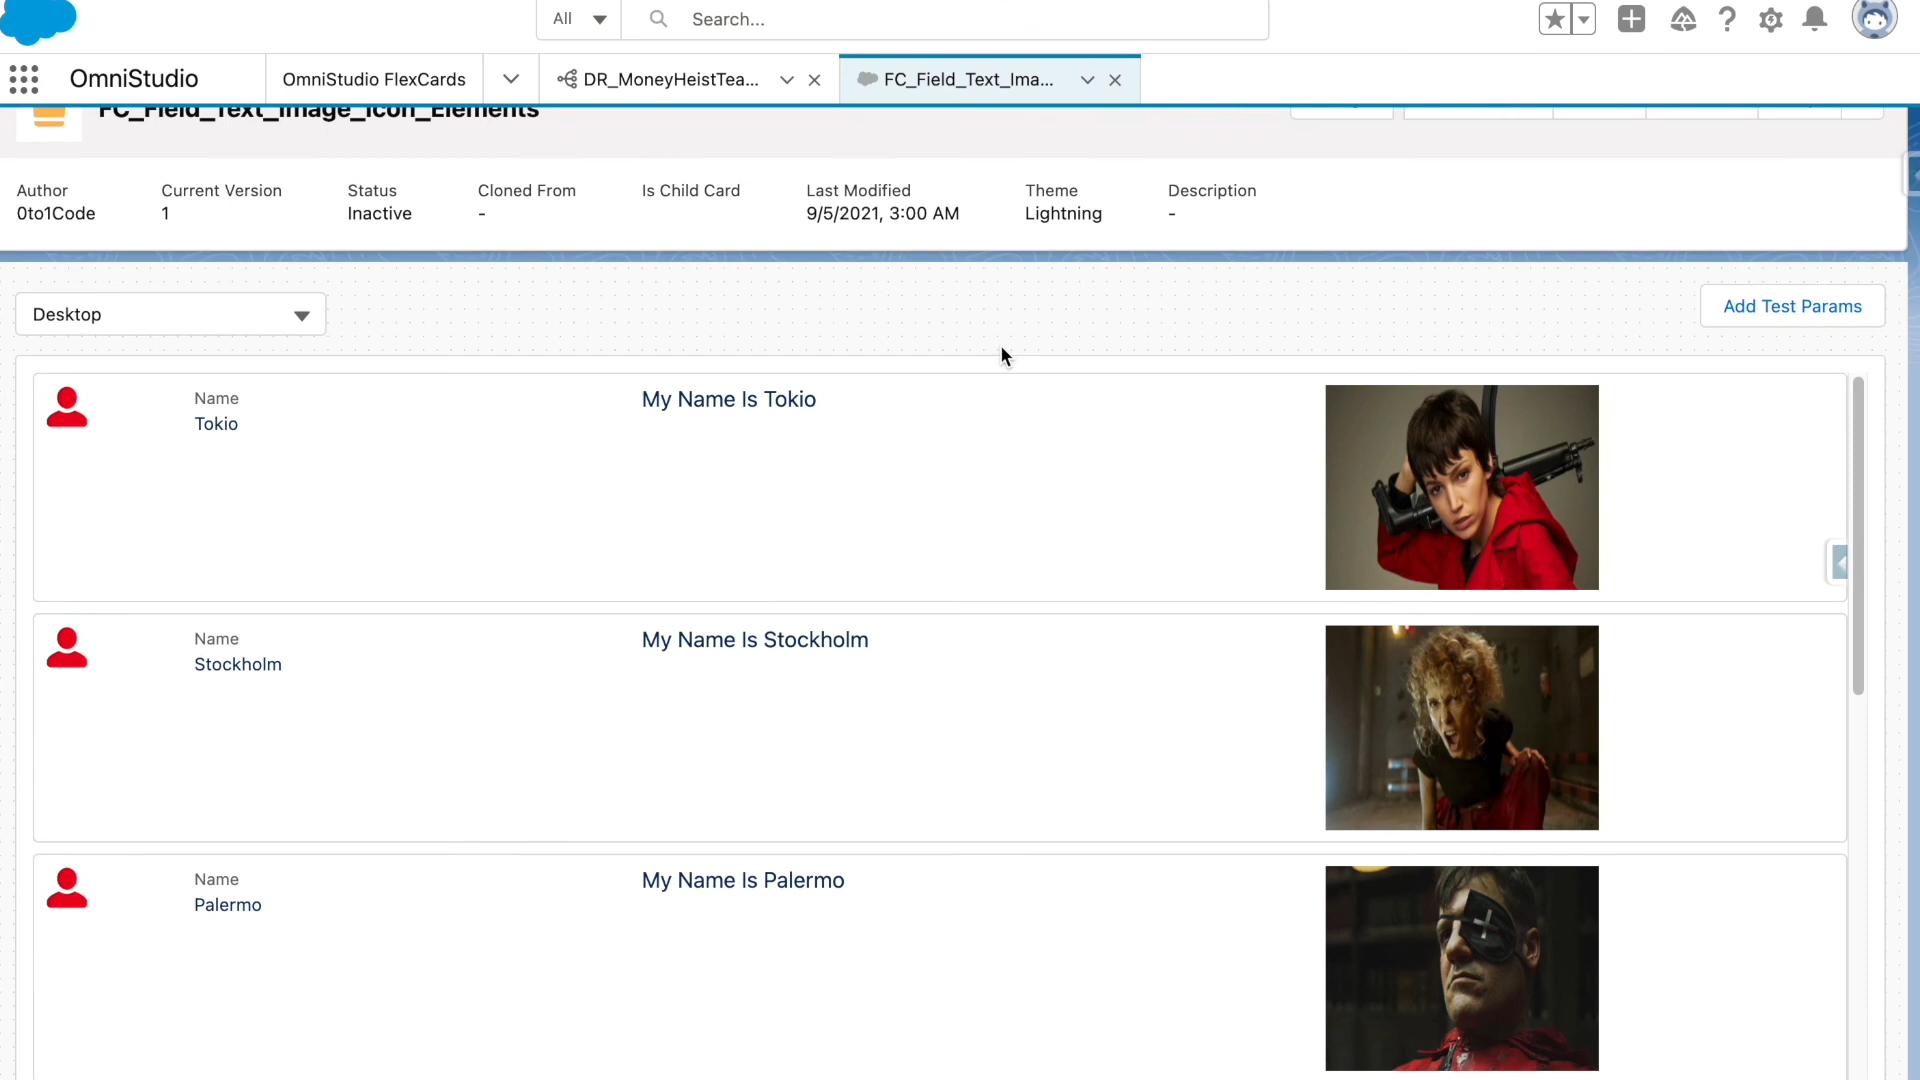 All
Search...
OmniStudio
OmniStudio FlexCards
DR_MoneyHeistTea...
FC_Field_Text_Ima...
FC_Field_Text_Image_Icon_Elements
Author
0to1Code
Current Version
1
Status
Inactive
Cloned From
-
Is Child Card
Last Modified
9/5/2021, 3:00 AM
Theme
Lightning
Description
-
Desktop
Add Test Params
Name
Tokio
My Name Is Tokio
Name
Stockholm
My Name Is Stockholm
Name
Palermo
My Name Is Palermo